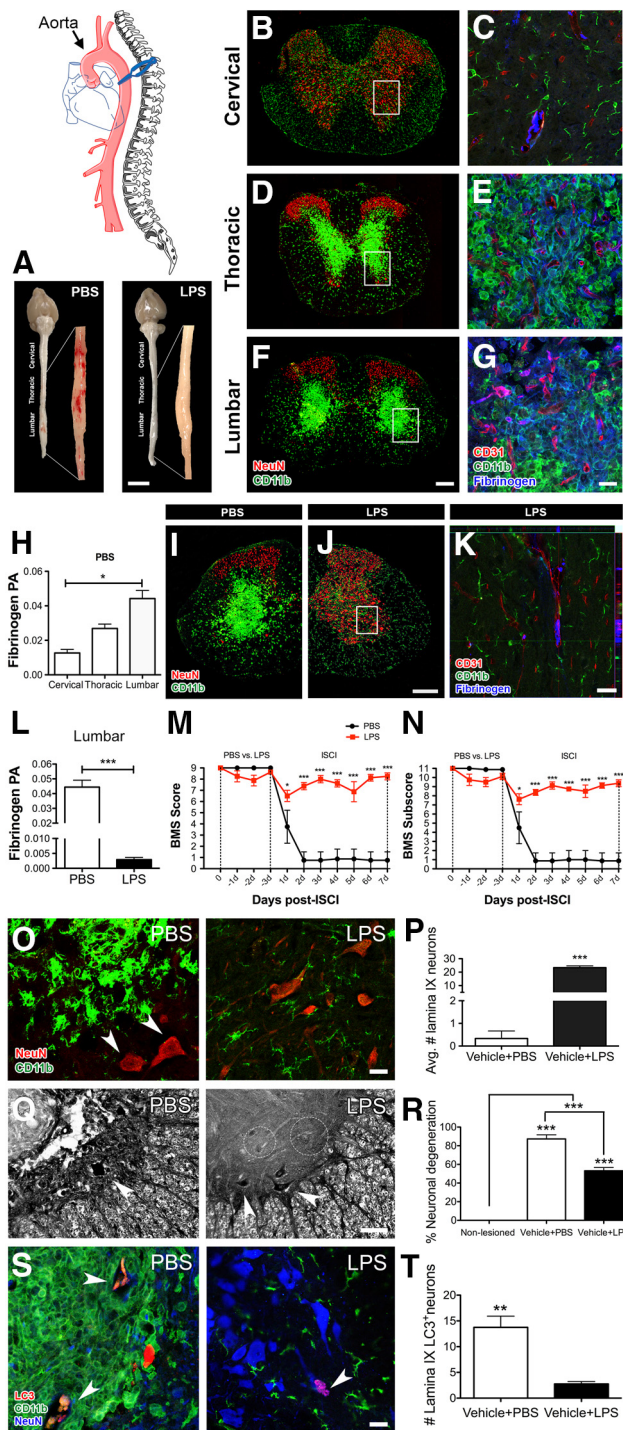 Aorta
B
C
Cervical
D
E
Thoracic
A
PBS
LPS
Cervical
Thoracic
Lumbar
Cervical
Thoracic
Lumbar
F
G
Lumbar
NeuN
CD11b
CD31
CD11b
Fibrinogen
H
PBS
*
Fibrinogen PA
0.06
0.04
0.02
0.00
Cervical Thoracic Lumbar
PBS
LPS
LPS
I
J
K
NeuN
CD11b
CD31
CD11b
Fibrinogen
L
Lumbar
***
Fibrinogen PA
0.06
0.05
0.04
0.03
0.02
0.010
0.005
0.000
PBS
LPS
M
PBS
LPS
PBS vs. LPS
ISCI
BMS Score
9
8
7
6
5
4
3
2
1
0
* *** *** *** *** *** ***
0 -1d -2d -3d 1d 2d 3d 4d 5d 6d 7d
Days post-ISCI
N
PBS vs. LPS
ISCI
BMS Subscore
11
10
9
8
7
6
5
4
3
2
1
0
* *** *** *** *** *** ***
0 -1d -2d -3d 1d 2d 3d 4d 5d 6d 7d
Days post-ISCI
O
PBS
LPS
NeuN
CD11b
P
Avg. # lamina IX neurons
***
30
20
10
2
1
0
Vehicle+PBS
Vehicle+LPS
Q
PBS
LPS
R
% Neuronal degeneration
***
***
***
100
80
60
40
20
0
Non-lesioned
Vehicle+PBS
Vehicle+LPS
S
PBS
LPS
LC3
CD11b
NeuN
T
# Lamina IX LC3+neurons
**
20
15
10
5
0
Vehicle+PBS
Vehicle+LPS